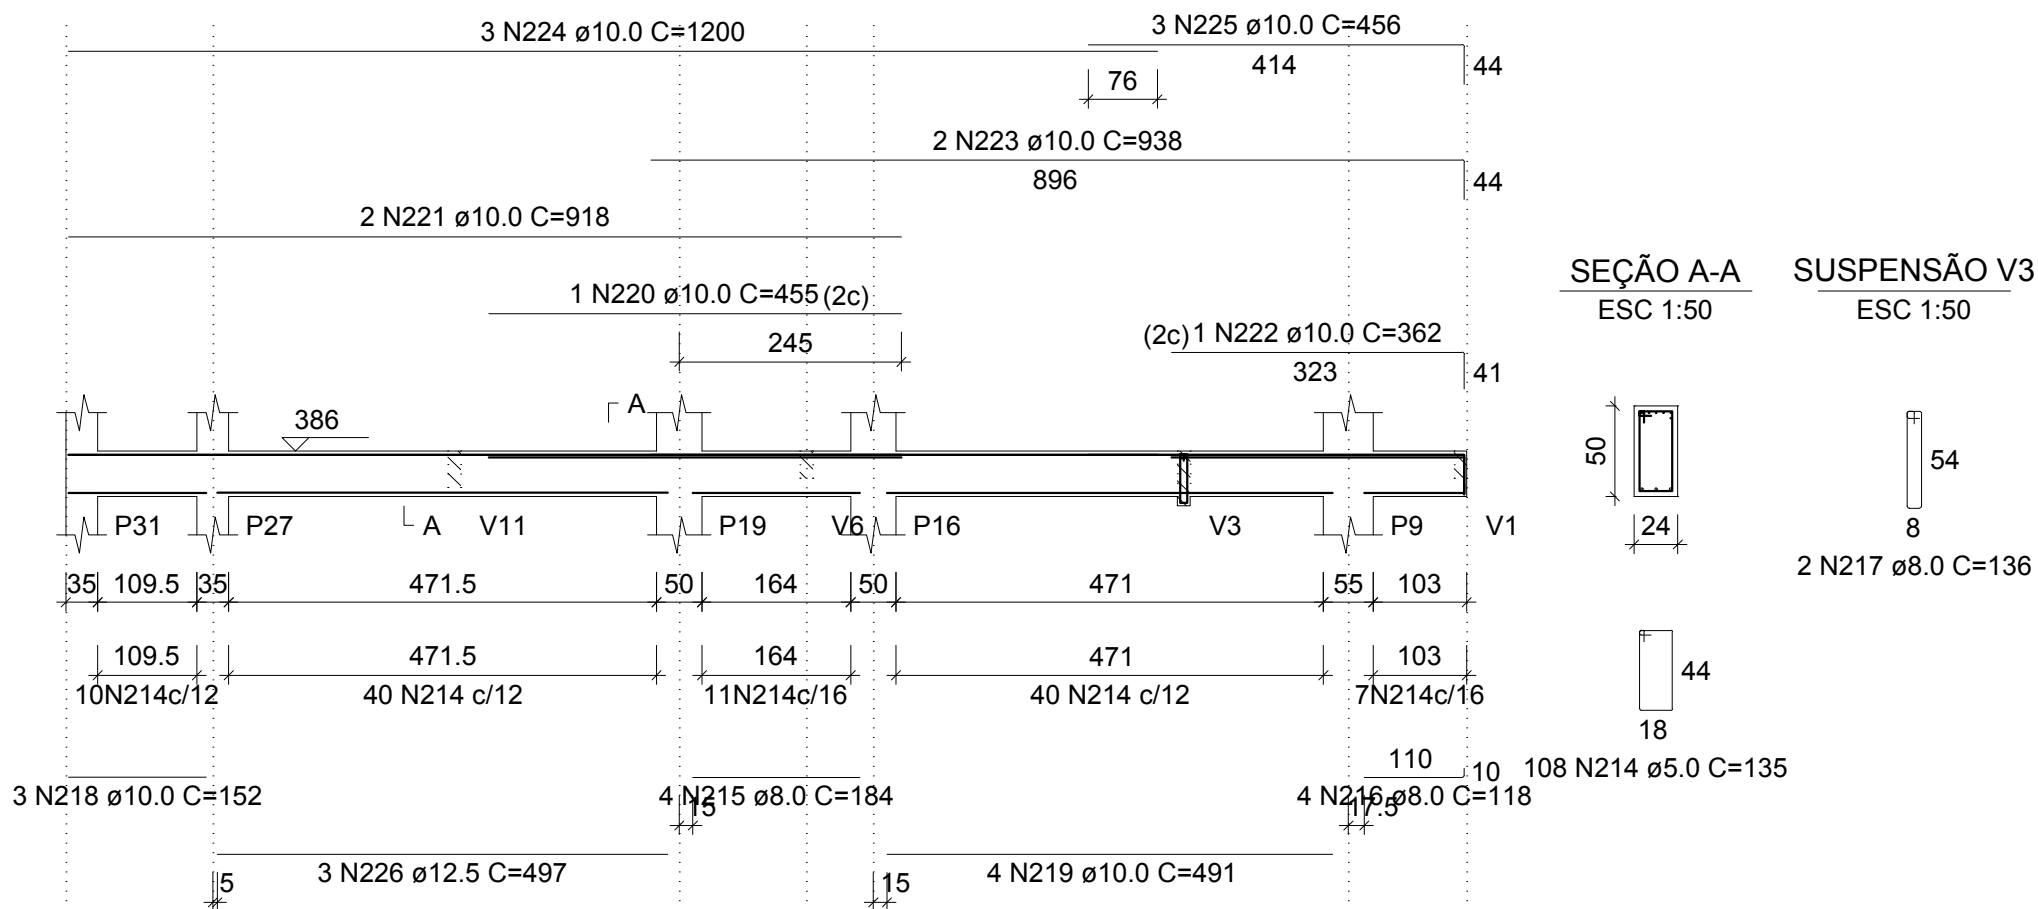 3 N224 ø10.0 C=1200
3 N225 ø10.0 C=456
414
44
76
2 N223 ø10.0 C=938
896
44
2 N221 ø10.0 C=918
1 N220 ø10.0 C=455 (2c)
245
(2c) 1 N222 ø10.0 C=362
323
41
SEÇÃO A-A
ESC 1:50
SUSPENSÃO V3
ESC 1:50
386
A
50
24
54
8
2 N217 ø8.0 C=136
P31
P27
A
V11
P19
V6
P16
V3
P9
V1
35 109.5 35 471.5 50 164 50 471 55 103
109.5 471.5 164 471 103
10N214c/12 40 N214 c/12 11N214c/16 40 N214 c/12 7N214c/16
44
18
108 N214 ø5.0 C=135
110
10
3 N218 ø10.0 C=152
4 N215 ø8.0 C=184
4 N216 ø8.0 C=118
15
17.5
3 N226 ø12.5 C=497
4 N219 ø10.0 C=491
5
15